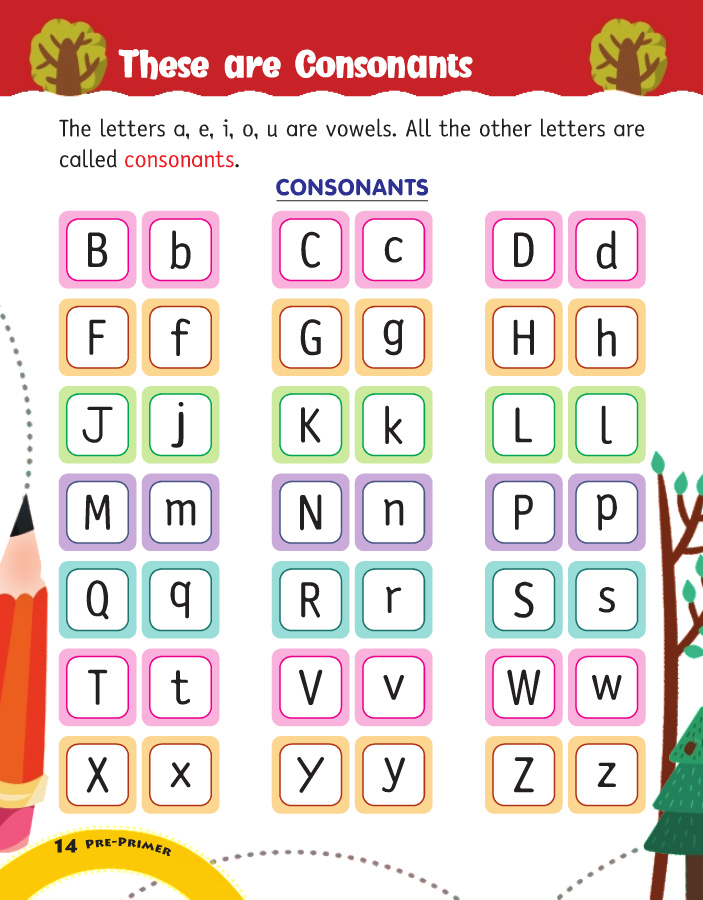 These are Consonants
The letters a, e, i, o, u are vowels. All the other letters are
called consonants.
CONSONANTS
B b C c D d
F f G g H h
J j K k L l
M m N n P p
Q q R r S s
T t V v W w
X x Y y Z z
14 PRE-PRIMER